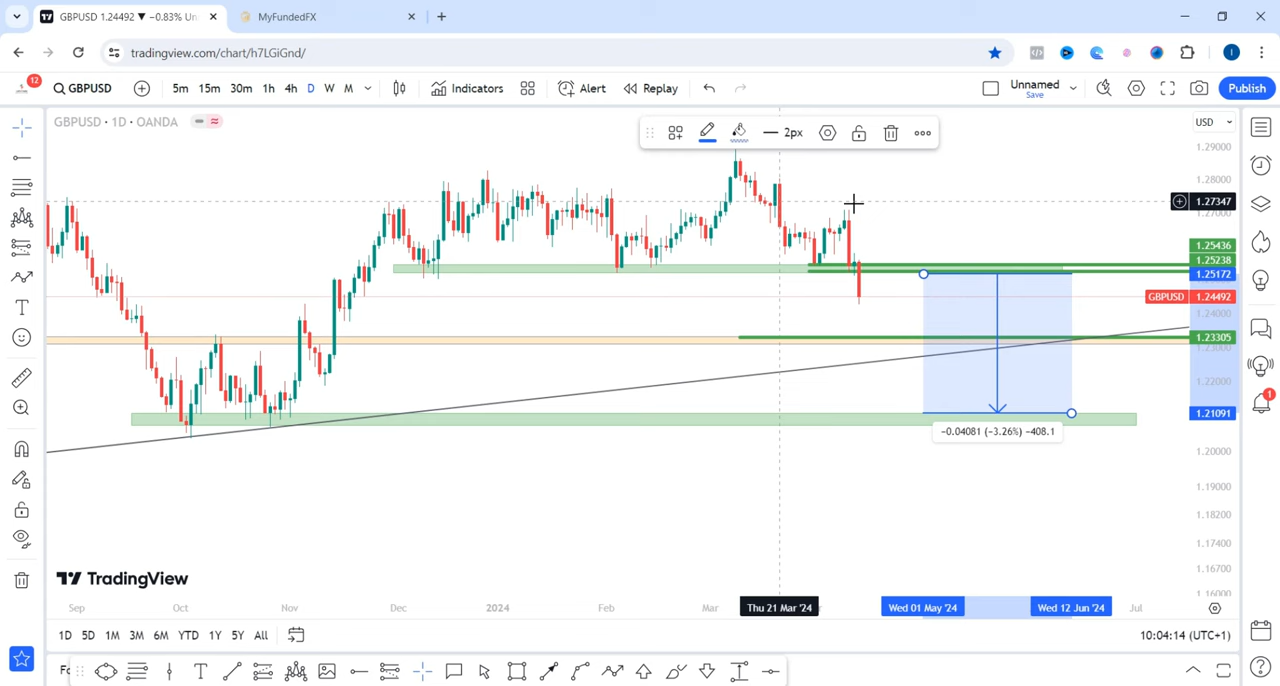 GBPUSD 1.24492 ▼ −0.83% Un
MyFundedFX
tradingview.com/chart/h7LGiGnd/
12
GBPUSD
5m 15m 30m 1h 4h D W M
Indicators
Alert
Replay
Unnamed
Save
Publish
GBPUSD · 1D · OANDA
2px
USD
1.29000
1.28000
1.27347
1.27000
1.25436
1.25238
1.25172
GBPUSD 1.24492
1.24000
1.23305
1.23000
1.22000
1.21091
−0.04081 (−3.26%) −408.1
1.20000
1.19000
1.18200
1.17400
1.16700
1.16000
1
TradingView
Sep Oct Nov Dec 2024 Feb Mar Thu 21 Mar '24 Wed 01 May '24 Wed 12 Jun '24 Jul
1D 5D 1M 3M 6M YTD 1Y 5Y All
10:04:14 (UTC+1)